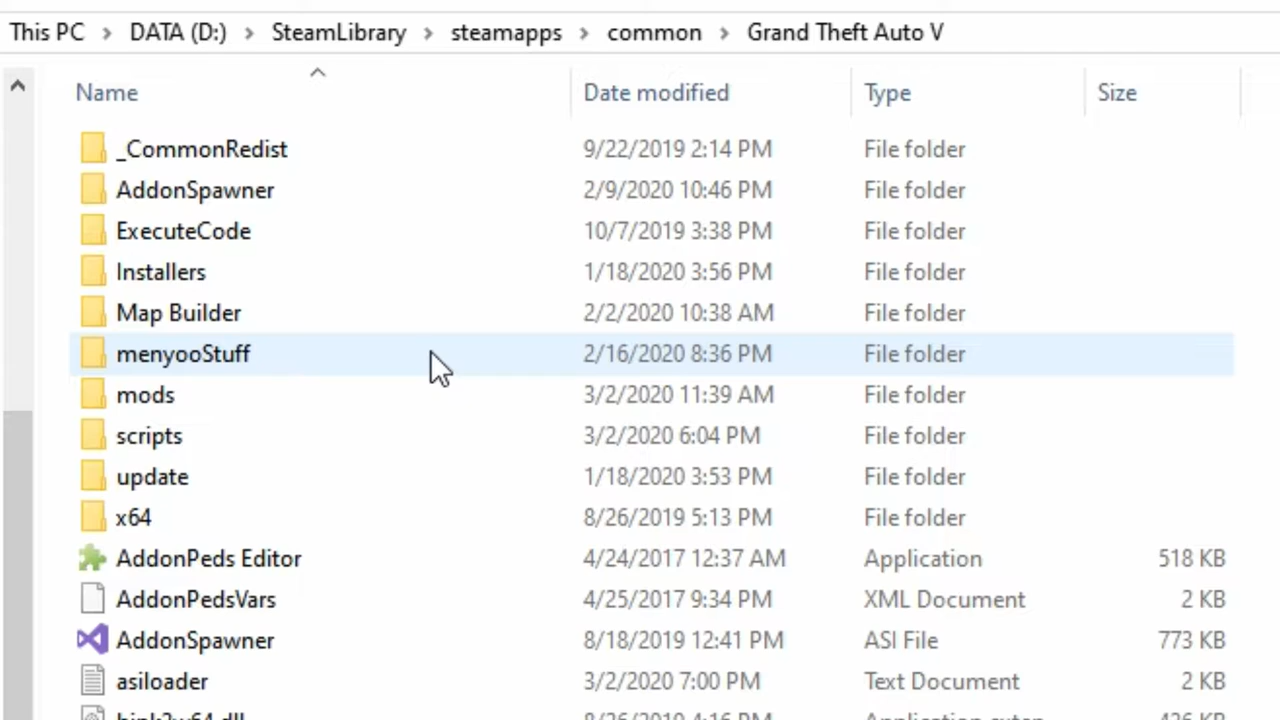 This PC > DATA (D:) > SteamLibrary > steamapps > common > Grand Theft Auto V
Name Date modified Type Size
_CommonRedist 9/22/2019 2:14 PM File folder
AddonSpawner 2/9/2020 10:46 PM File folder
ExecuteCode 10/7/2019 3:38 PM File folder
Installers 1/18/2020 3:56 PM File folder
Map Builder 2/2/2020 10:38 AM File folder
menyooStuff 2/16/2020 8:36 PM File folder
mods 3/2/2020 11:39 AM File folder
scripts 3/2/2020 6:04 PM File folder
update 1/18/2020 3:53 PM File folder
x64 8/26/2019 5:13 PM File folder
AddonPeds Editor 4/24/2017 12:37 AM Application 518 KB
AddonPedsVars 4/25/2017 9:34 PM XML Document 2 KB
AddonSpawner 8/18/2019 12:41 PM ASI File 773 KB
asiloader 3/2/2020 7:00 PM Text Document 2 KB